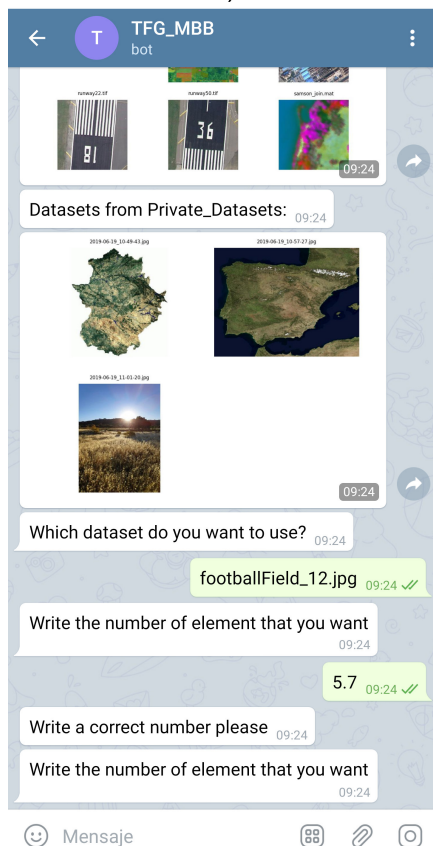 TFG_MBB
T
bot
runway22.tif
runway50.tif
samson_join.mat
81
36
09:24
Datasets from Private_Datasets: 09:24
2019-06-19_10-49-43.jpg
2019-06-19_10-57-27.jpg
2019-06-19_11-01-20.jpg
09:24
Which dataset do you want to use? 09:24
footballField_12.jpg 09:24
Write the number of element that you want
09:24
5.7 09:24
Write a correct number please 09:24
Write the number of element that you want
09:24
Mensaje